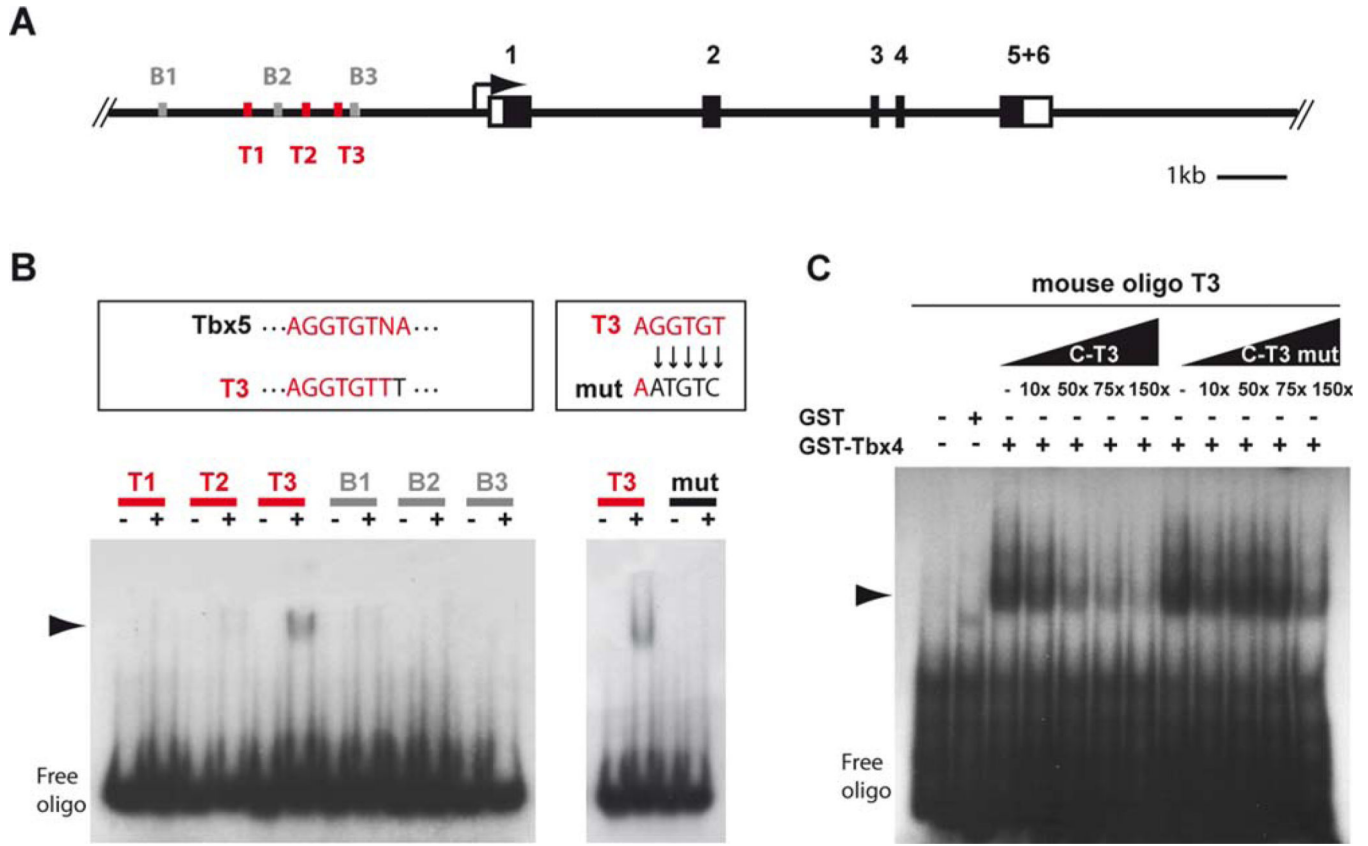 A
B1 B2 B3 1 2 3 4 5+6
T1 T2 T3
1kb
B
Tbx5 ...AGGTGTNA...
T3 ...AGGTGTTT...
T3 AGGTGT
↓↓↓↓↓
mut AATGTC
T1 T2 T3 B1 B2 B3
- + - + - + - + - + - +
T3 mut
- + - +
Free
oligo
C
mouse oligo T3
C-T3 C-T3 mut
- 10x 50x 75x 150x - 10x 50x 75x 150x
GST - + - - - - - - - - - -
GST-Tbx4 - - + + + + + + + + + +
Free
oligo